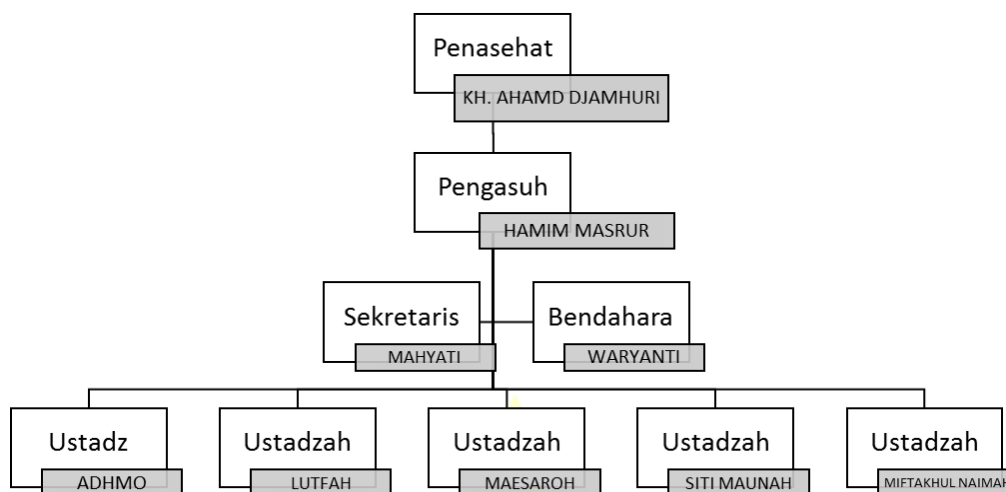 Penasehat
KH. AHAMD DJAMHURI
Pengasuh
HAMIM MASRUR
Sekretaris
MAHYATI
Bendahara
WARYANTI
Ustadz
ADHMO
Ustadzah
LUTFAH
Ustadzah
MAESAROH
Ustadzah
SITI MAUNAH
Ustadzah
MIFTAKHUL